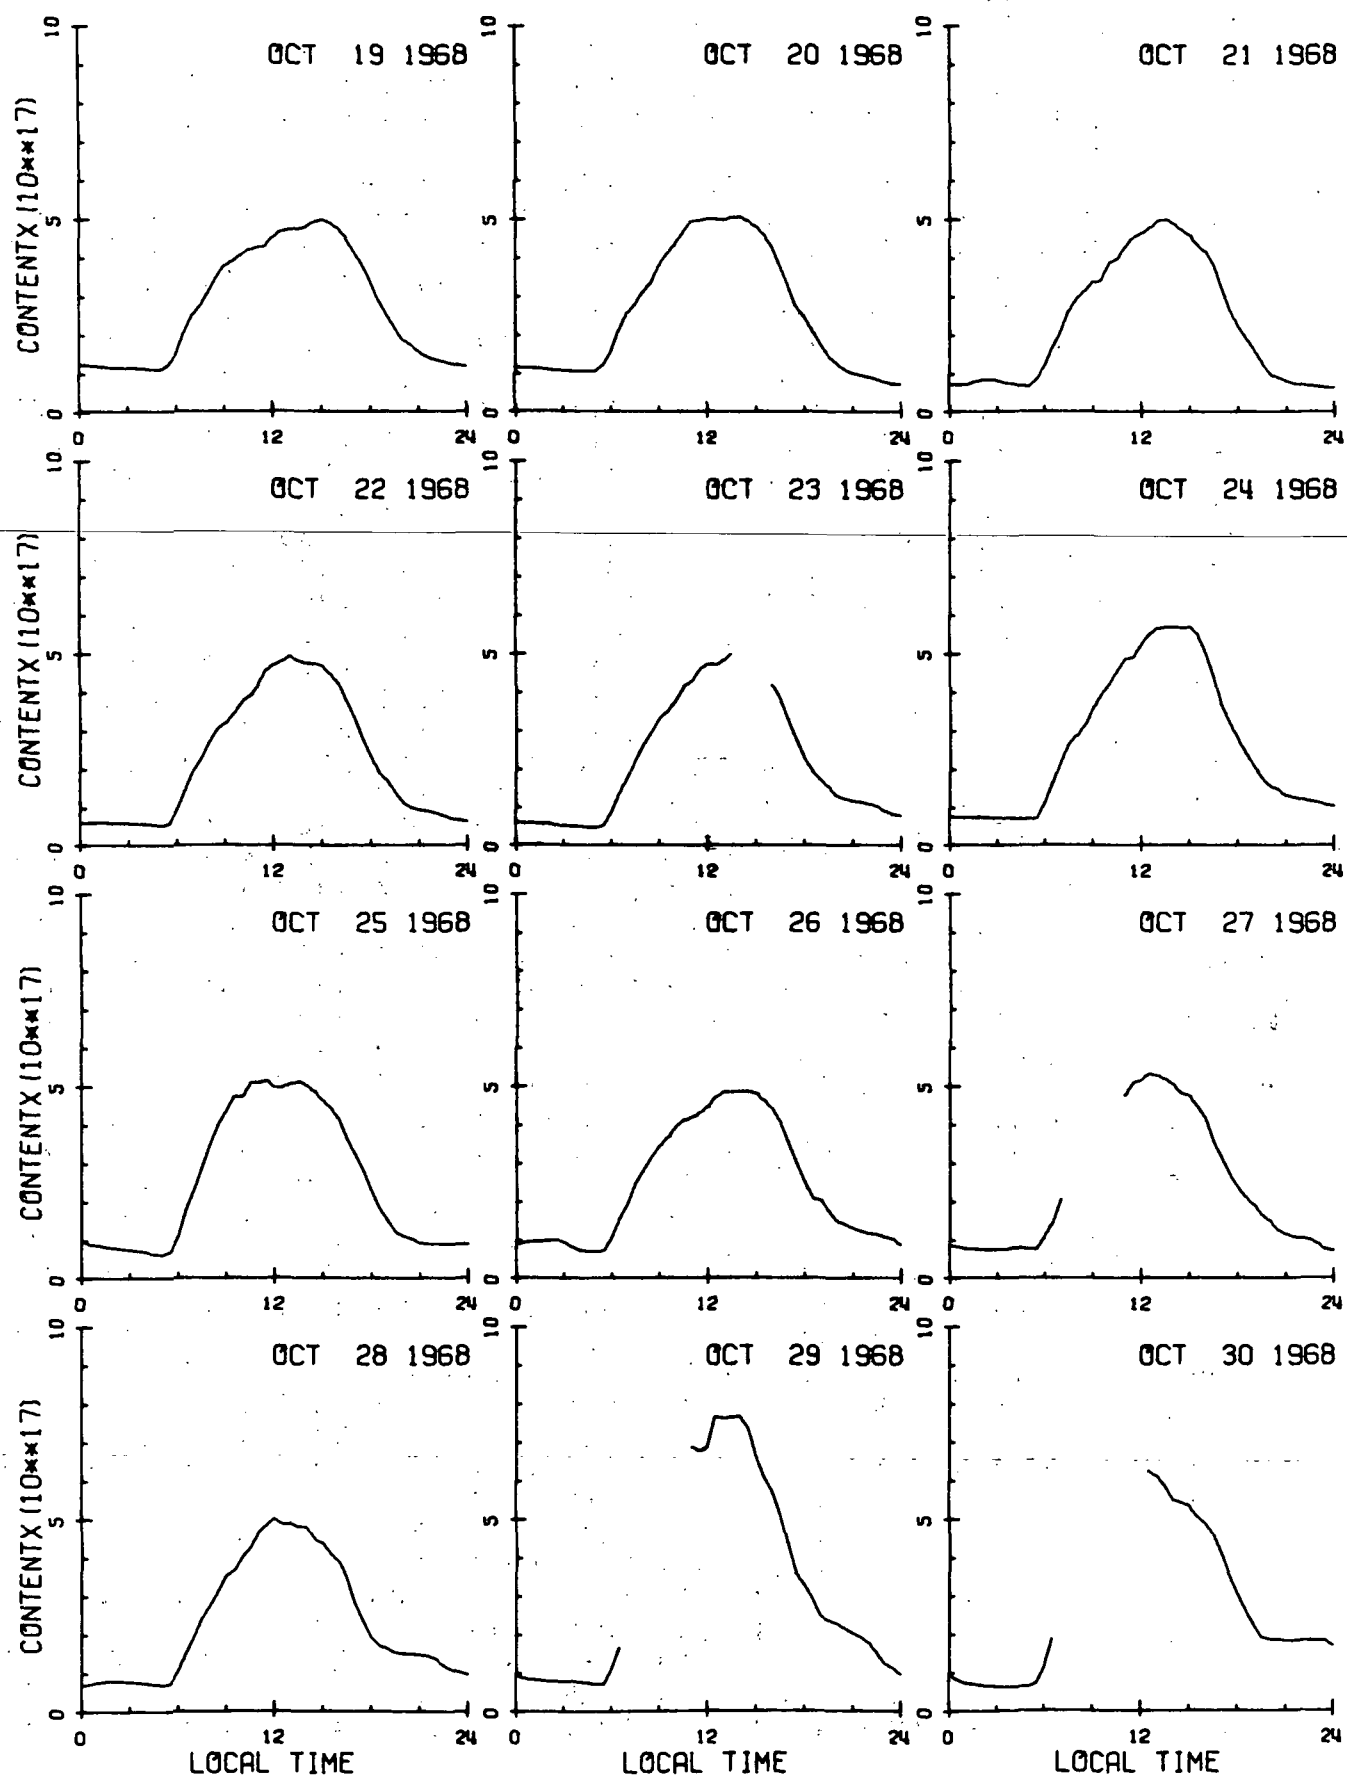 OCT 19 1968
OCT 20 1968
OCT 21 1968
CONTENTX (10**17)
10
5
0
0 12 24
10
5
0
0 12 24
10
5
0
0 12 24
OCT 22 1968
OCT 23 1968
OCT 24 1968
CONTENTX (10**17)
10
5
0
0 12 24
10
5
0
0 12 24
10
5
0
0 12 24
OCT 25 1968
OCT 26 1968
OCT 27 1968
CONTENTX (10**17)
10
5
0
0 12 24
10
5
0
0 12 24
10
5
0
0 12 24
OCT 28 1968
OCT 29 1968
OCT 30 1968
CONTENTX (10**17)
10
5
0
0 12 24
10
5
0
0 12 24
10
5
0
0 12 24
LOCAL TIME
LOCAL TIME
LOCAL TIME